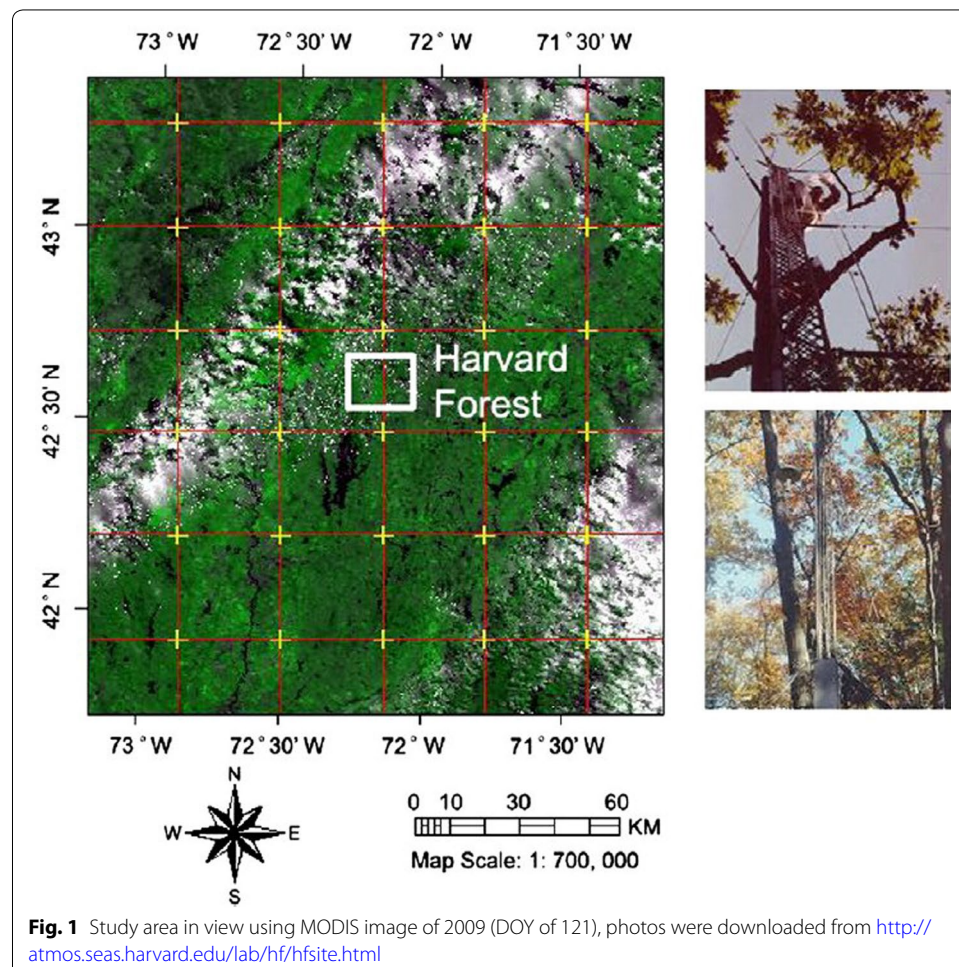 73° W 72° 30' W 72° W 71° 30' W
43° N
42° 30' N
42° N
Harvard
Forest
73° W 72° 30' W 72° W 71° 30' W
N
W E
S
0 10 30 60
KM
Map Scale: 1: 700, 000
Fig. 1 Study area in view using MODIS image of 2009 (DOY of 121), photos were downloaded from http://
atmos.seas.harvard.edu/lab/hf/hfsite.html